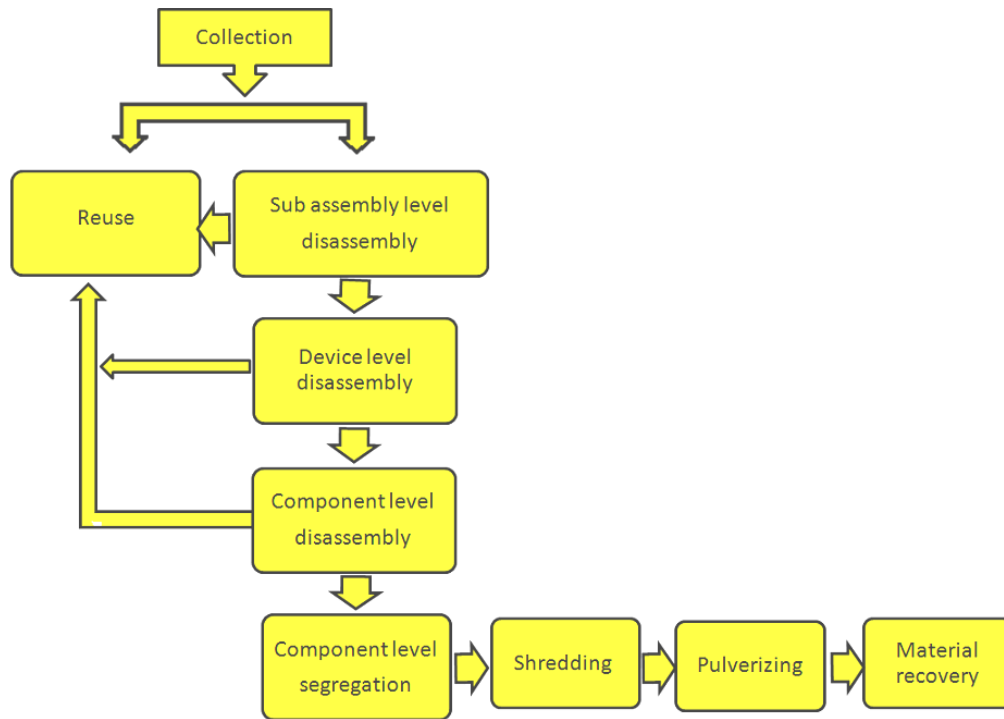 Collection
Reuse
Sub assembly level
disassembly
Device level
disassembly
Component level
disassembly
Component level
segregation
Shredding
Pulverizing
Material
recovery